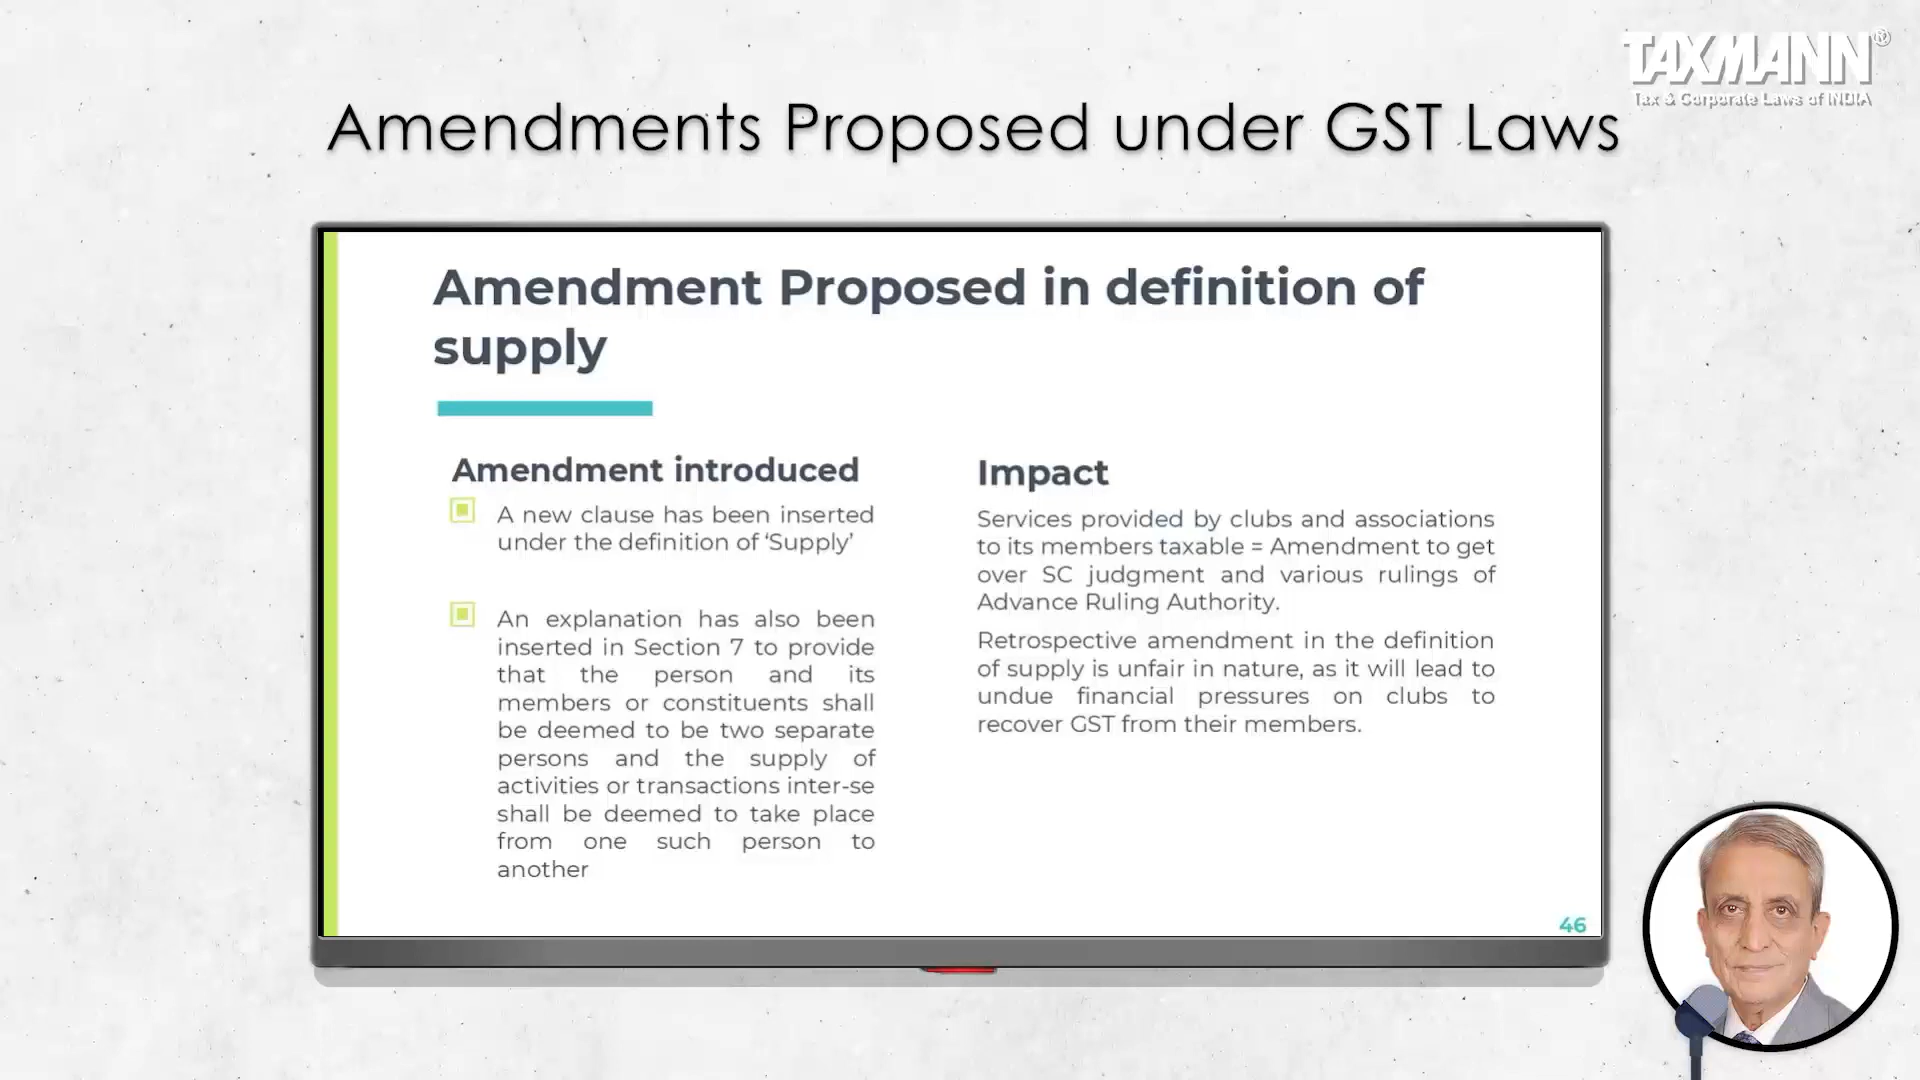 TAXMANN®
Tax & Corporate Laws of INDIA
Amendments Proposed under GST Laws
Amendment Proposed in definition of
supply
Amendment introduced
A new clause has been inserted
under the definition of ‘Supply’
An explanation has also been
inserted in Section 7 to provide
that the person and its
members or constituents shall
be deemed to be two separate
persons and the supply of
activities or transactions inter-se
shall be deemed to take place
from one such person to
another
Impact
Services provided by clubs and associations
to its members taxable = Amendment to get
over SC judgment and various rulings of
Advance Ruling Authority.
Retrospective amendment in the definition
of supply is unfair in nature, as it will lead to
undue financial pressures on clubs to
recover GST from their members.
46